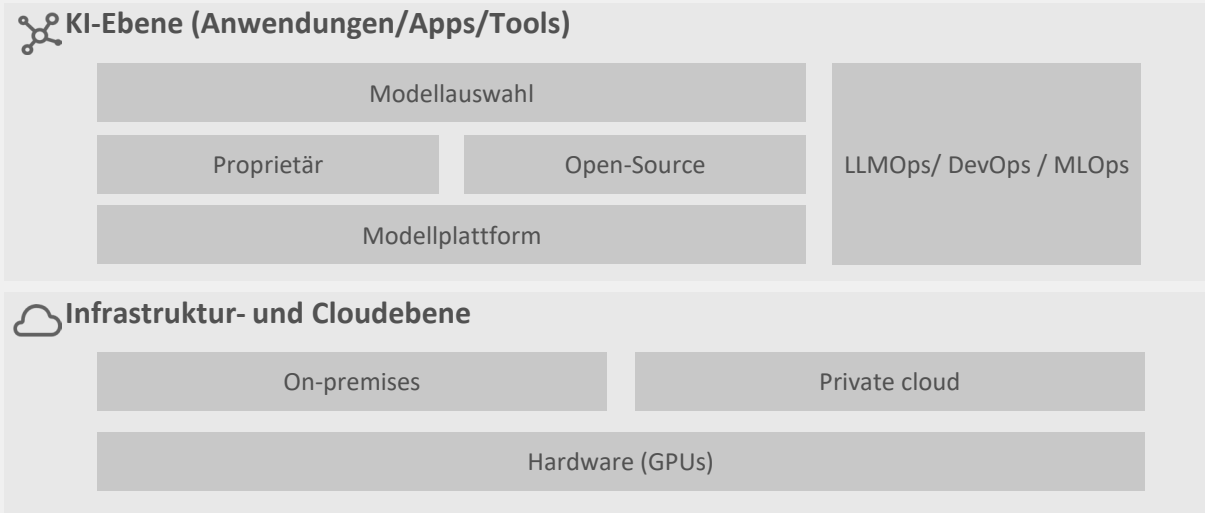 KI-Ebene (Anwendungen/Apps/Tools)
Modellauswahl
Proprietär
Open-Source
LLMOps/ DevOps / MLOps
Modellplattform
Infrastruktur- und Cloudebene
On-premises
Private cloud
Hardware (GPUs)